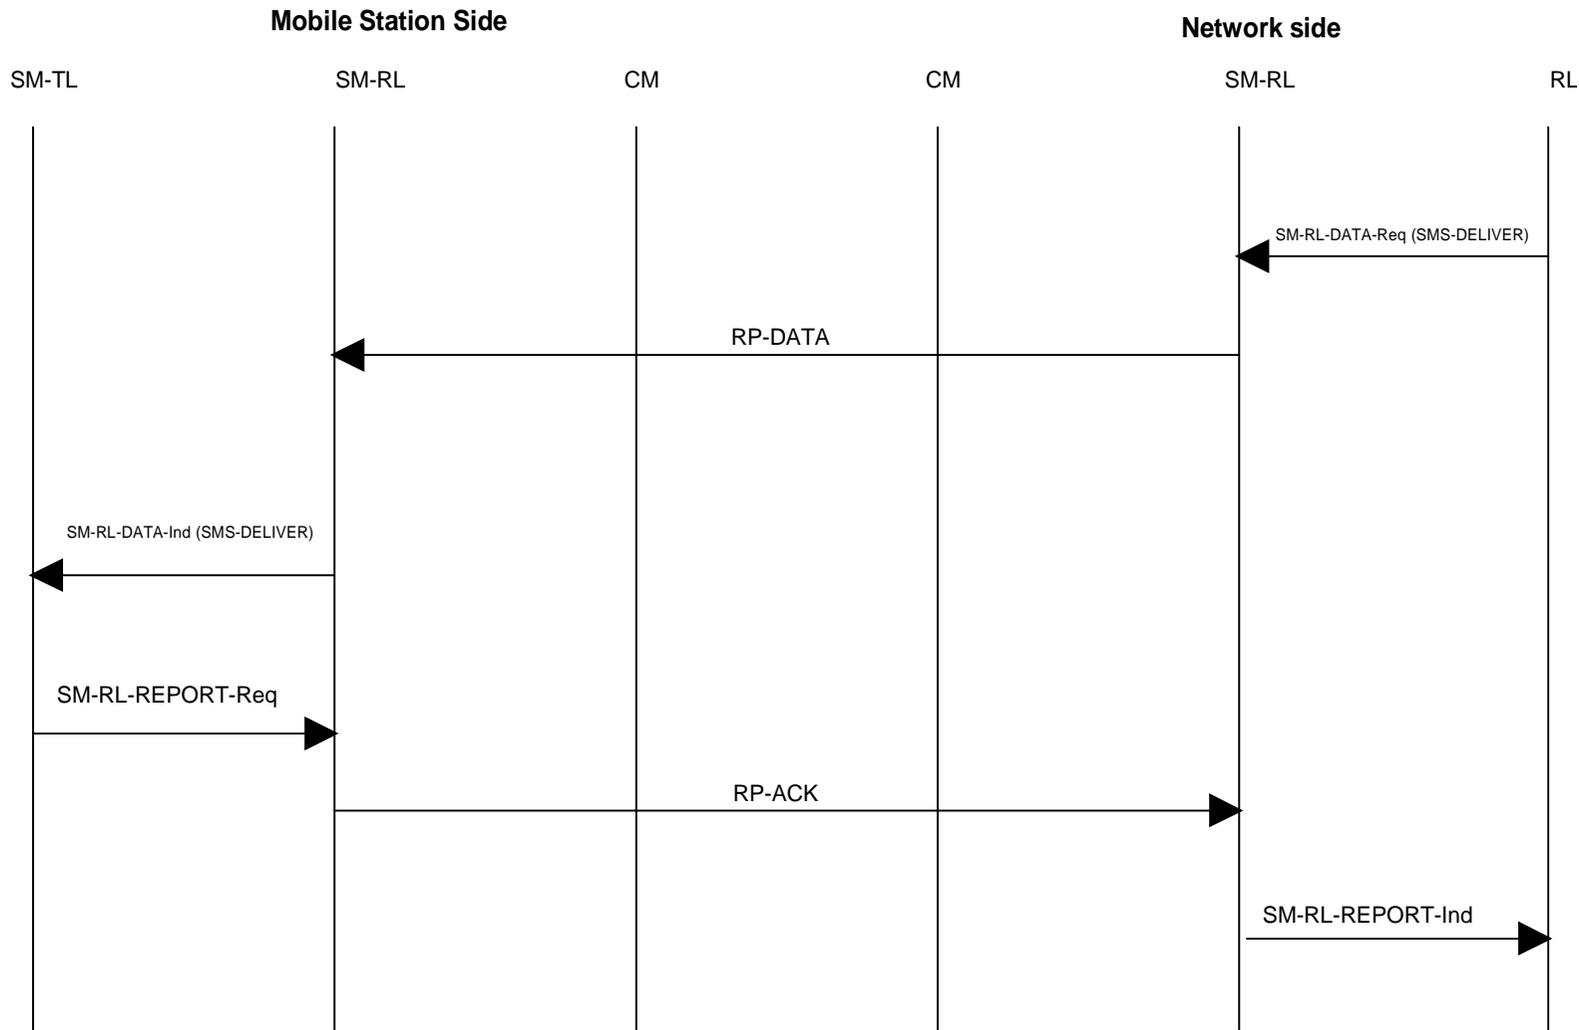 Mobile Station Side
Network side
SM-TL
SM-RL
CM
CM
SM-RL
RL
SM-RL-DATA-Req (SMS-DELIVER)
RP-DATA
SM-RL-DATA-Ind (SMS-DELIVER)
SM-RL-REPORT-Req
RP-ACK
SM-RL-REPORT-Ind